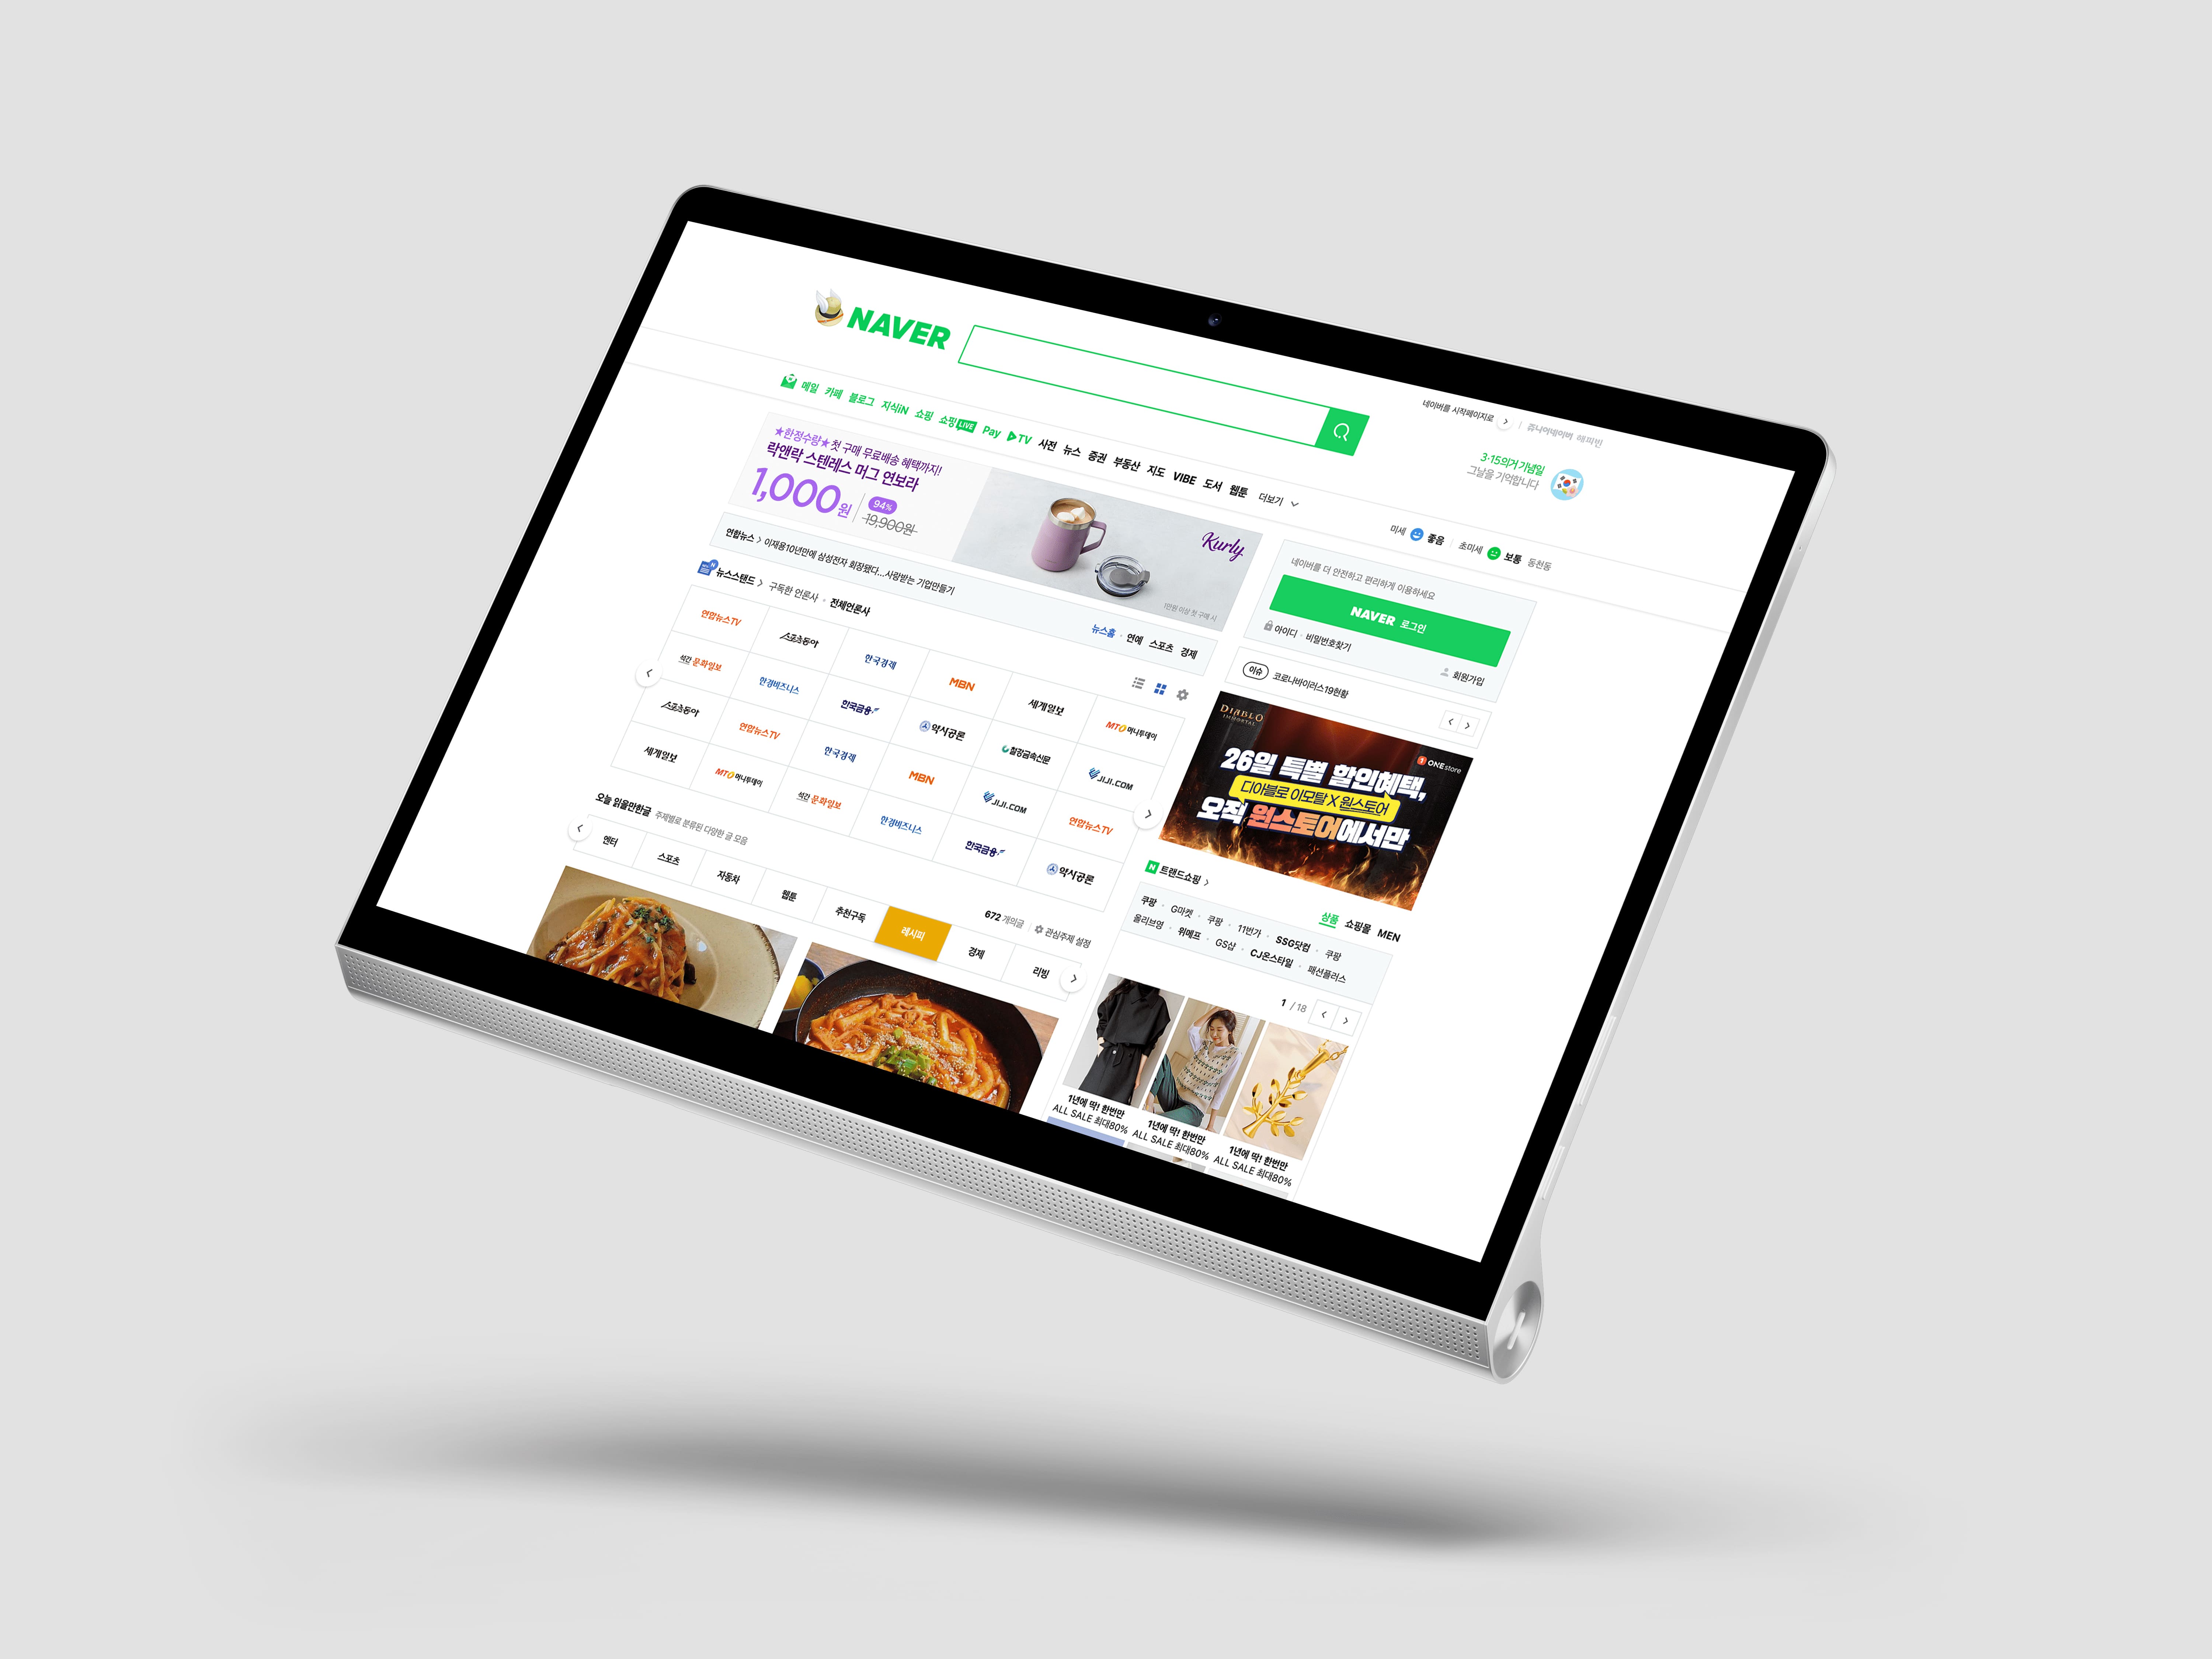 NAVER
네이버를 시작페이지로
쥬니어네이버 해피빈
메일 카페 블로그 지식iN 쇼핑 쇼핑LIVE Pay TV 사전 뉴스 증권 부동산 지도 VIBE 도서 웹툰 더보기
3·15의거 기념일
그날을 기억합니다
미세 좋음 초미세 보통 동천동
★한정수량★ 첫 구매 무료배송 혜택까지!
락앤락 스텐레스 머그 연보라
1,000원 94% 19,900원
Kurly
1만원 이상 첫 구매 시
연합뉴스 > 이재용10년만에 삼성전자 회장됐다...사랑받는 기업만들기
뉴스홈 · 연예 스포츠 경제
네이버를 더 안전하고 편리하게 이용하세요
NAVER 로그인
아이디 · 비밀번호찾기
회원가입
이슈 코로나바이러스19현황
뉴스스탠드 > 구독한 언론사 · 전체언론사
연합뉴스TV 스포츠동아 한국경제 MBN 세계일보 MTO머니투데이
석간 문화일보 한경비즈니스 한국금융 약사공론 철강금속신문 JIJI.COM
스포츠동아 연합뉴스TV 한국경제 MBN JIJI.COM 연합뉴스TV
세계일보 MTO머니투데이 석간 문화일보 한경비즈니스 한국금융 약사공론
DIABLO
IMMORTAL
ONE store
26일 특별 할인혜택,
디아블로 이모탈 X 원스토어
오직 원스토어에서만
오늘 읽을만한글 주제별로 분류된 다양한 글 모음
672 개의글 관심주제 설정
엔터 스포츠 자동차 웹툰 추천구독 레시피 경제 리빙
N 트랜드쇼핑 >
상품 쇼핑몰 MEN
쿠팡 · G마켓 · 쿠팡 · 11번가 · SSG닷컴 · 쿠팡
올리브영 · 위메프 · GS샵 · CJ온스타일 · 패션플러스
1 / 18
1년에 딱! 한번만
ALL SALE 최대80%
1년에 딱! 한번만
ALL SALE 최대80%
1년에 딱! 한번만
ALL SALE 최대80%